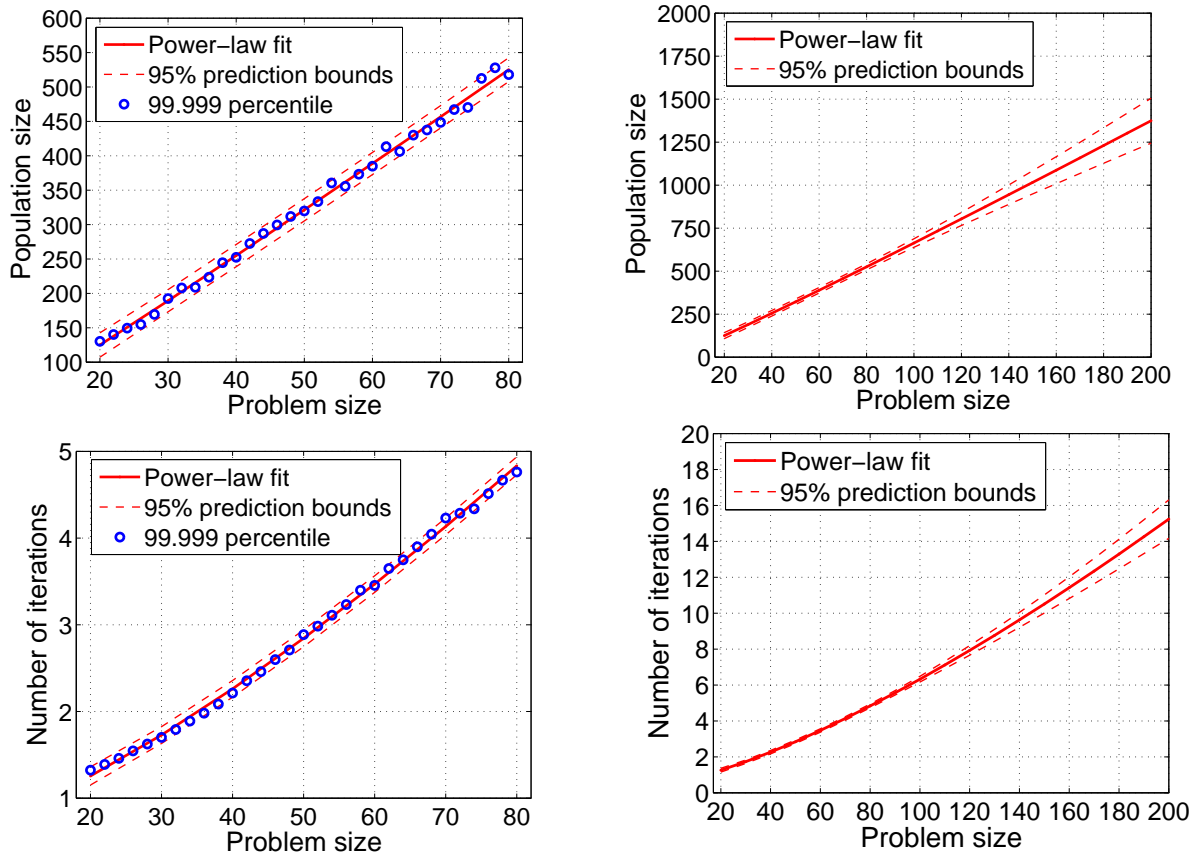 600
550
500
450
400
350
300
250
200
150
100
Population size
Power-law fit
95% prediction bounds
99.999 percentile
20 30 40 50 60 70 80
Problem size
2000
1750
1500
1250
1000
750
500
250
0
Population size
Power-law fit
95% prediction bounds
20 40 60 80 100 120 140 160 180 200
Problem size
5
4
3
2
1
Number of iterations
Power-law fit
95% prediction bounds
99.999 percentile
20 30 40 50 60 70 80
Problem size
20
18
16
14
12
10
8
6
4
2
0
Number of iterations
Power-law fit
95% prediction bounds
20 40 60 80 100 120 140 160 180 200
Problem size